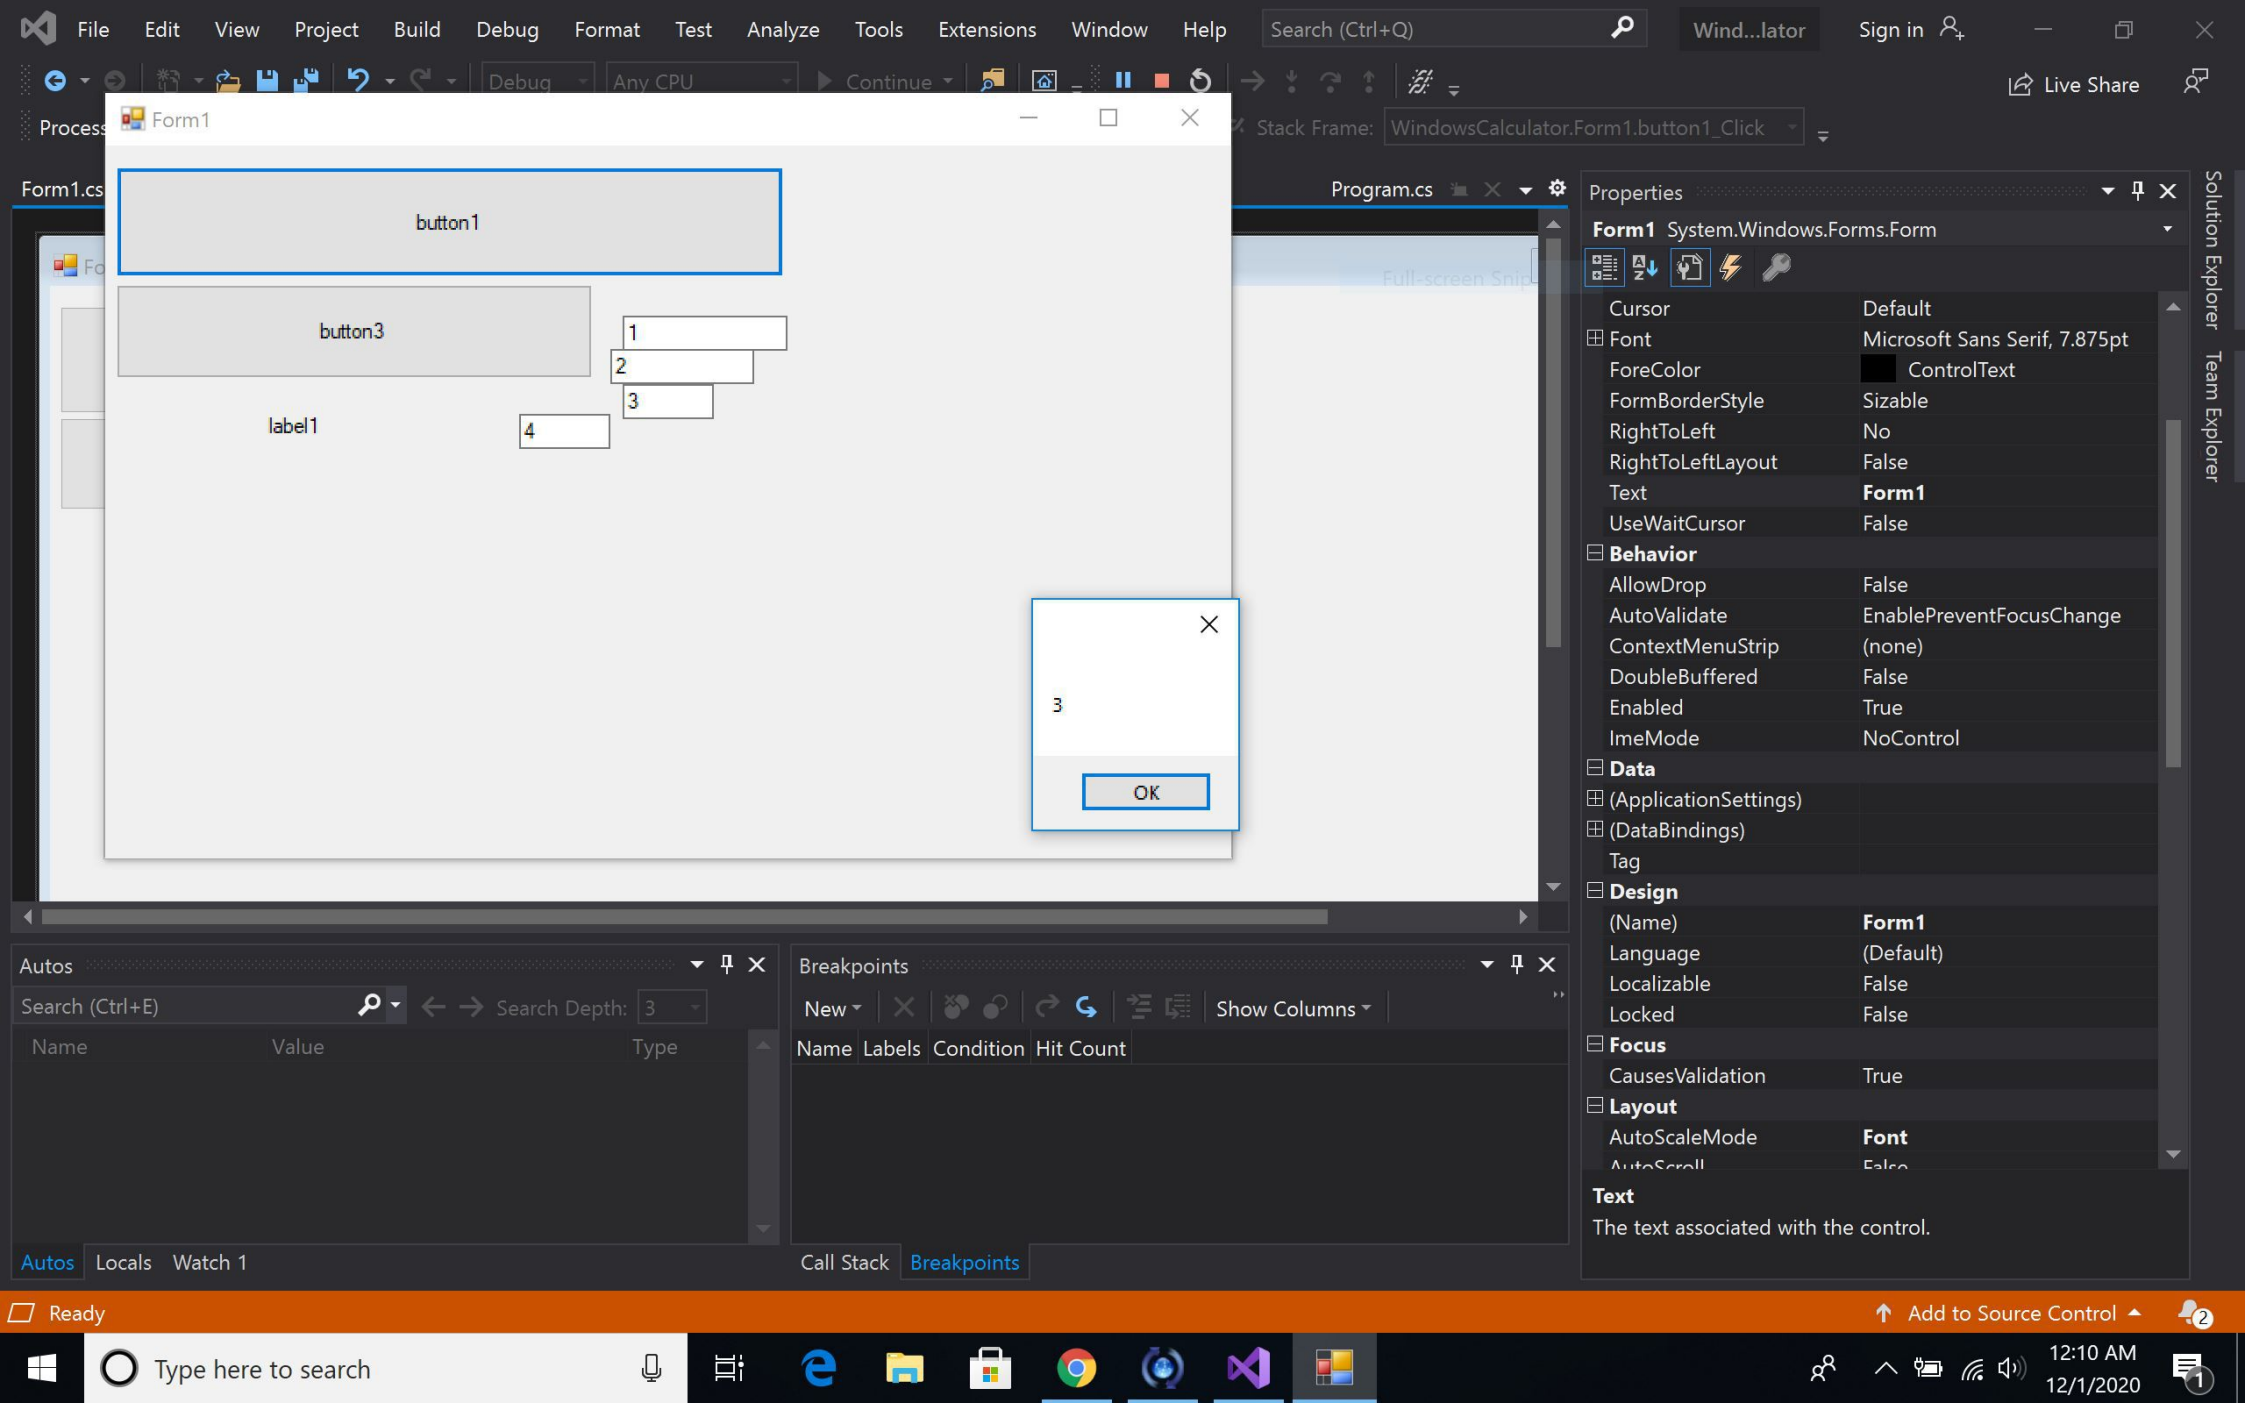 File Edit View Project Build Debug Format Test Analyze Tools Extensions Window Help Search (Ctrl+Q) Wind...lator Sign in
Debug Any CPU Continue Live Share
Process Form1 Stack Frame: WindowsCalculator.Form1.button1_Click
Form1.cs Program.cs
Full-screen Snip
Fo
button1
button3
1
2
3
label1
4
3
OK
Properties
Form1 System.Windows.Forms.Form
Cursor Default
Font Microsoft Sans Serif, 7.875pt
ForeColor ControlText
FormBorderStyle Sizable
RightToLeft No
RightToLeftLayout False
Text Form1
UseWaitCursor False
Behavior
AllowDrop False
AutoValidate EnablePreventFocusChange
ContextMenuStrip (none)
DoubleBuffered False
Enabled True
ImeMode NoControl
Data
(ApplicationSettings)
(DataBindings)
Tag
Design
(Name) Form1
Language (Default)
Localizable False
Locked False
Focus
CausesValidation True
Layout
AutoScaleMode Font
AutoScroll False
Text
The text associated with the control.
Solution Explorer
Team Explorer
Autos
Search (Ctrl+E) Search Depth: 3
Name Value Type
Autos Locals Watch 1
Breakpoints
New Show Columns
Name Labels Condition Hit Count
Call Stack Breakpoints
Ready Add to Source Control 2
Type here to search 12:10 AM
12/1/2020 1